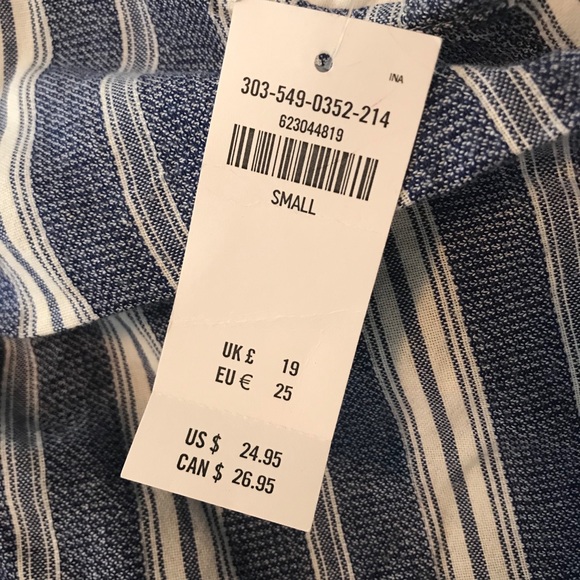 INA
303-549-0352-214
623044819
SMALL
UK £ 19
EU € 25
US $ 24.95
CAN $ 26.95